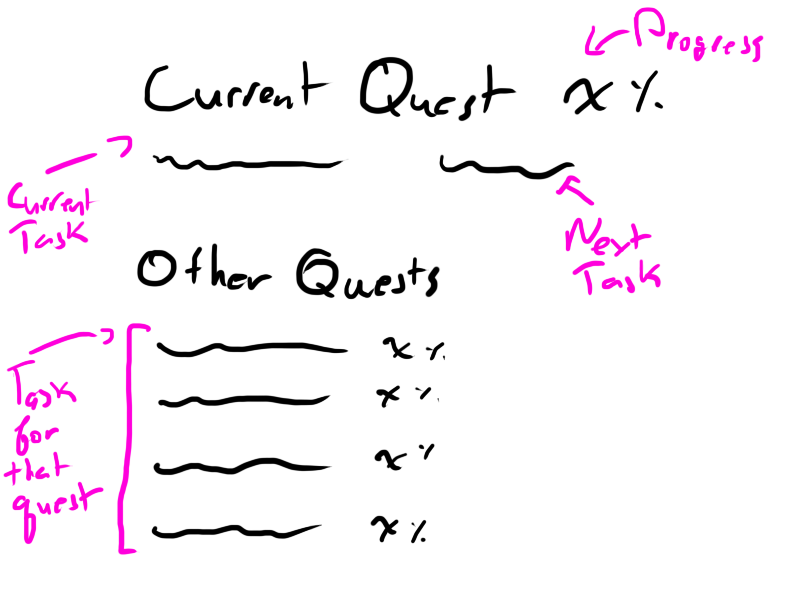 Progress
Current Quest x %
Current
Task
Next
Task
Other Quests
x %
x %
x %
x %
Task
for
that
quest